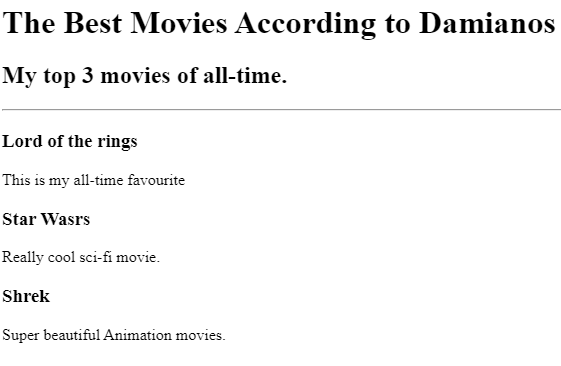 The Best Movies According to Damianos
My top 3 movies of all-time.
Lord of the rings
This is my all-time favourite
Star Wasrs
Really cool sci-fi movie.
Shrek
Super beautiful Animation movies.